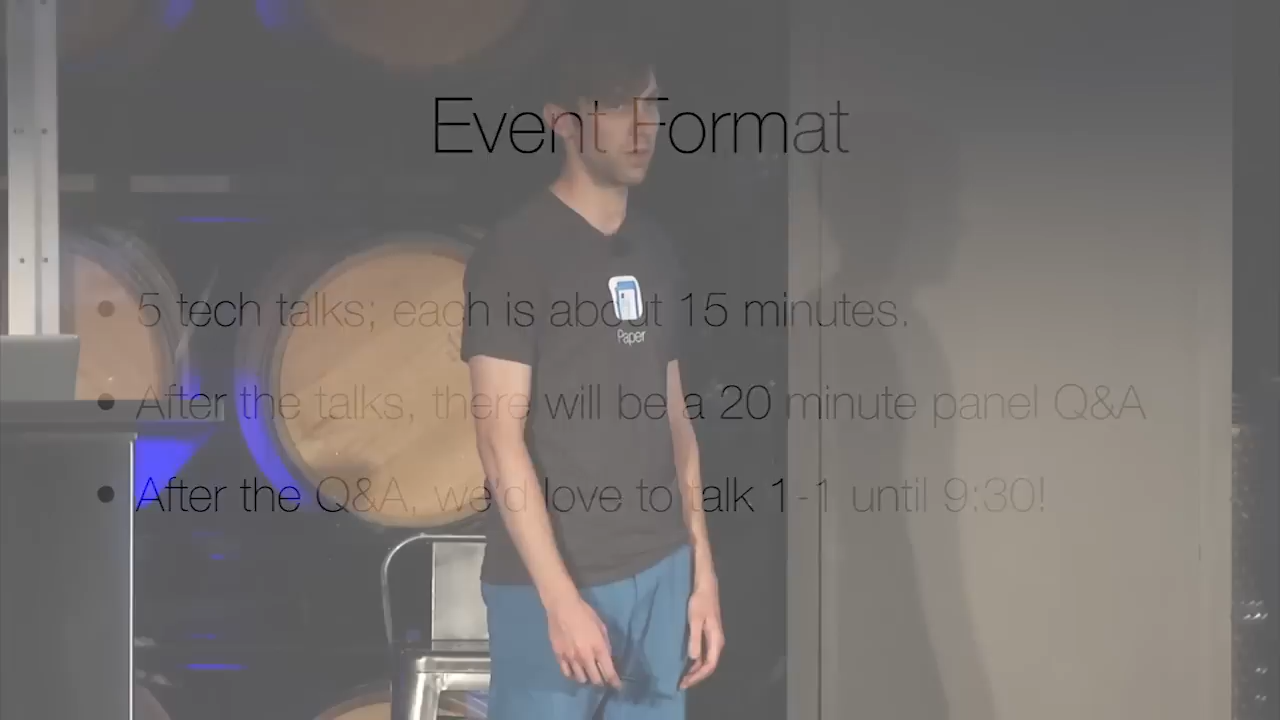 Event Format
Paper
• 5 tech talks; each is about 15 minutes.
• After the talks, there will be a 20 minute panel Q&A
• After the Q&A, we'd love to talk 1-1 until 9:30!